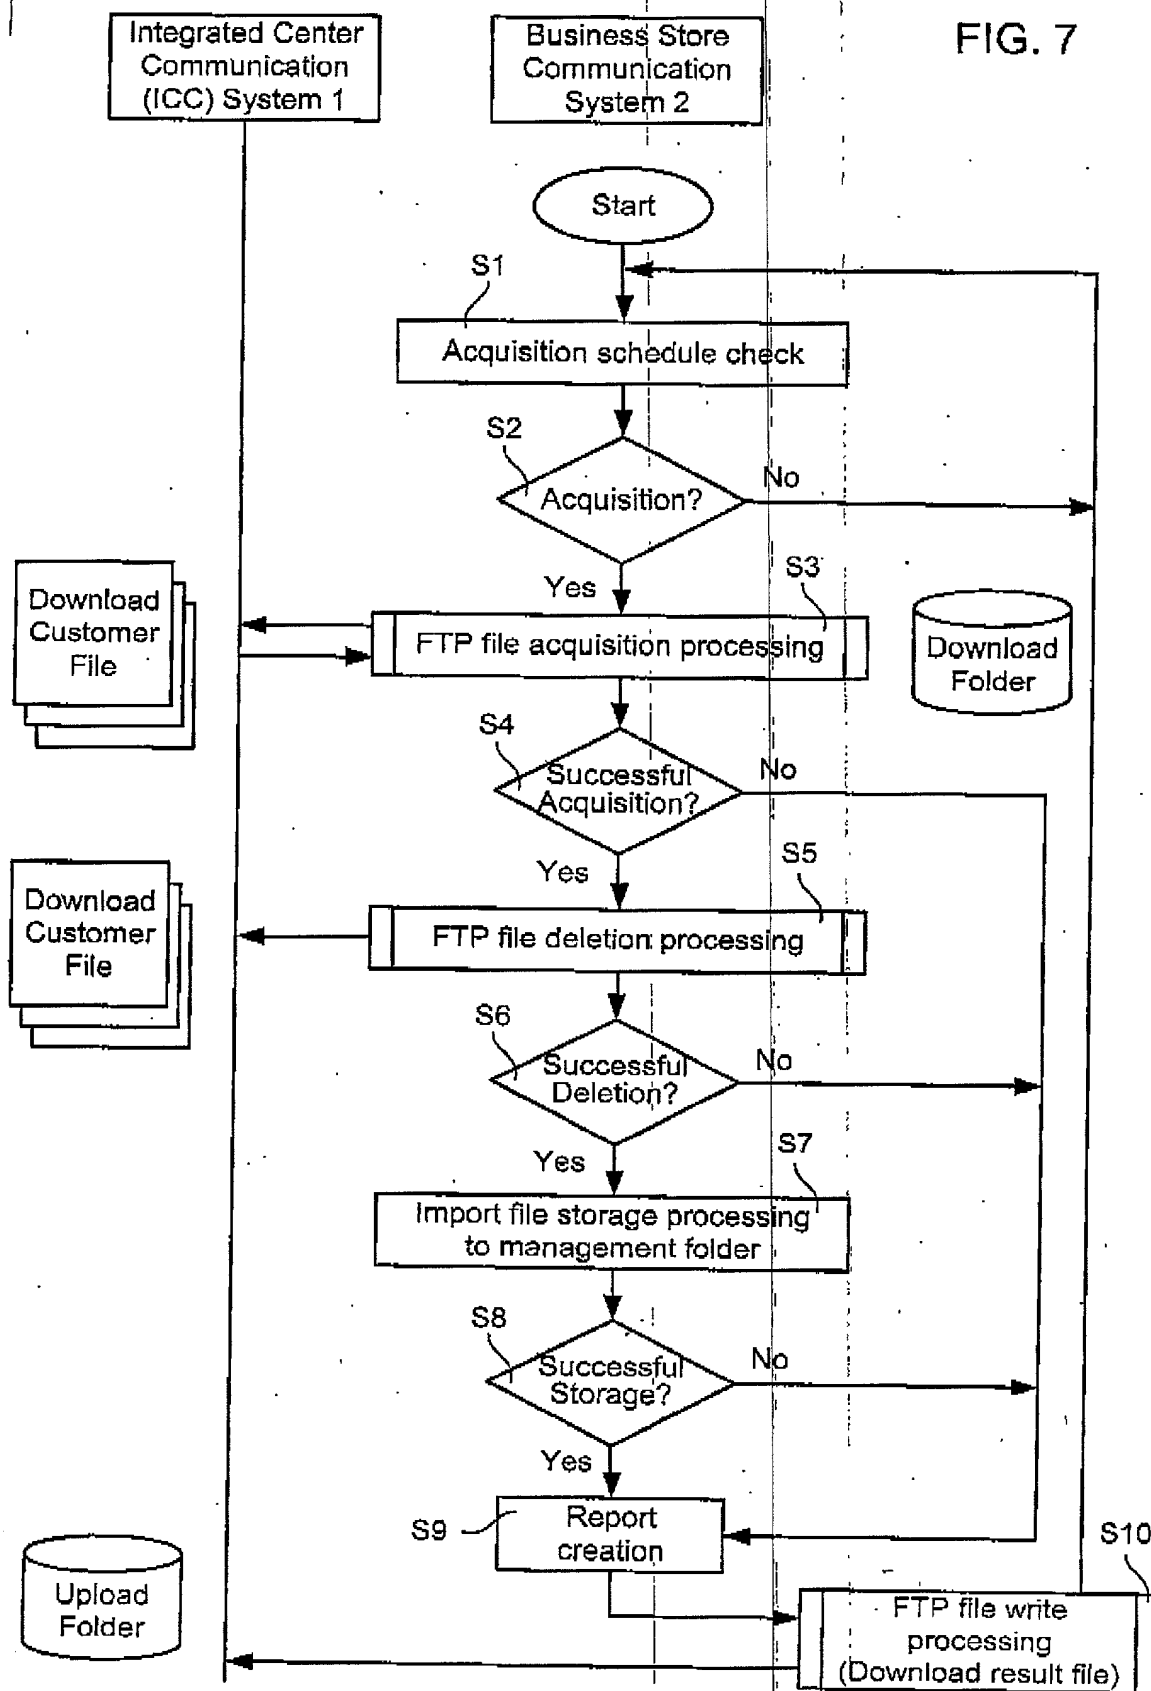 Integrated Center
Communication
(ICC) System 1
Business Store
Communication
System 2
FIG. 7
Start
S1
Acquisition schedule check
S2
Acquisition?
No
Yes
S3
Download
Customer
File
FTP file acquisition processing
Download
Folder
S4
Successful
Acquisition?
No
Yes
S5
Download
Customer
File
FTP file deletion processing
S6
Successful
Deletion?
No
Yes
S7
Import file storage processing
to management folder
S8
Successful
Storage?
No
Yes
S9
Report
creation
S10
Upload
Folder
FTP file write
processing
(Download result file)